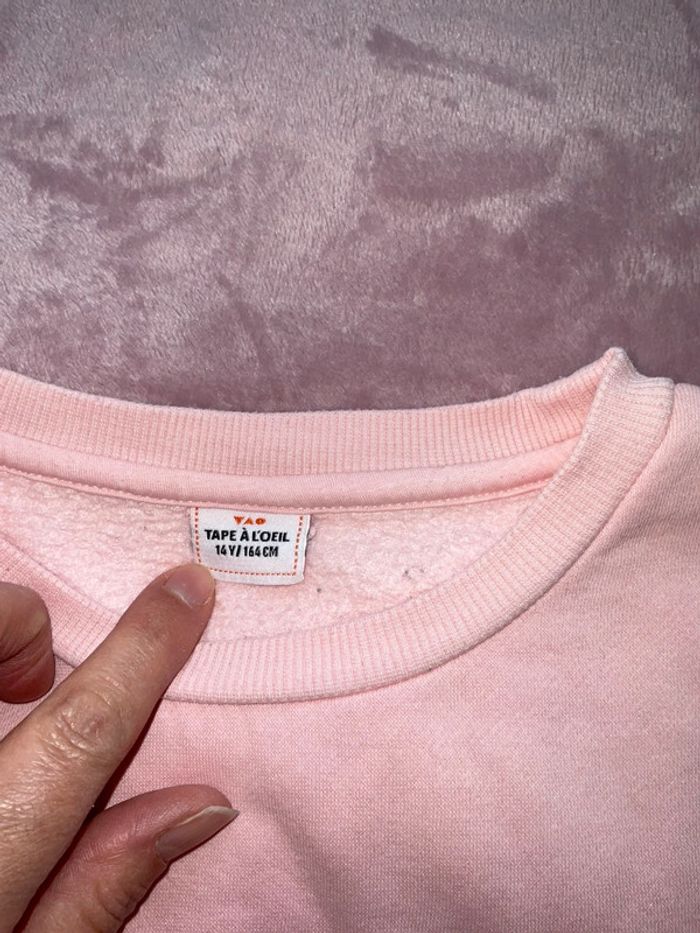 TAO
TAPE À L'OEIL
14 Y/ 164 CM